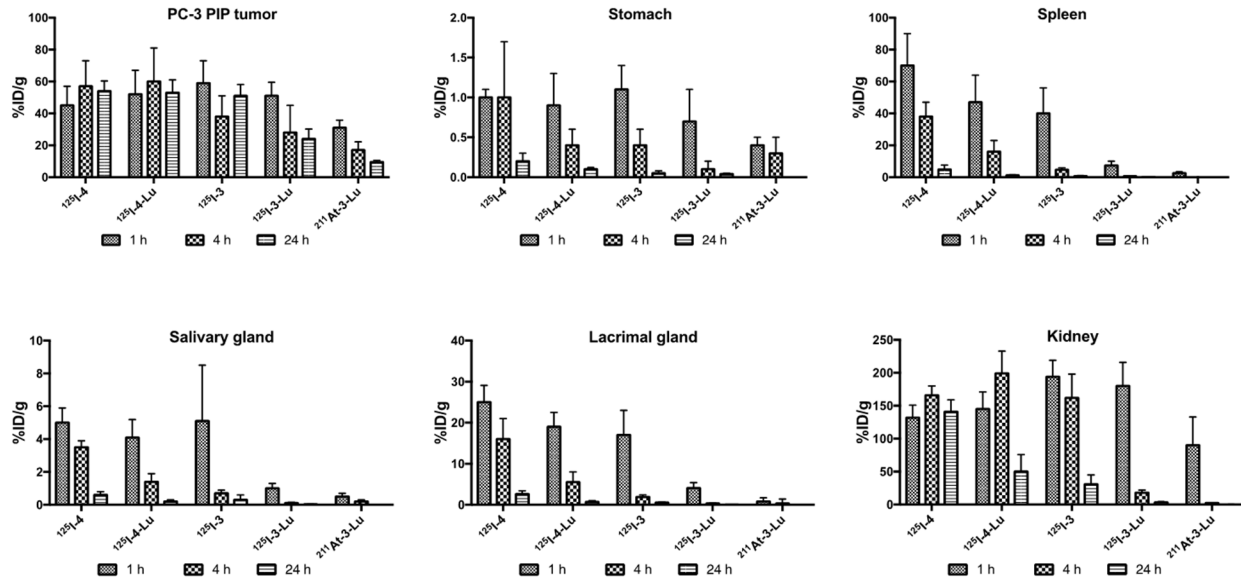 PC-3 PIP tumor
%ID/g
100
80
60
40
20
0
125I-4
125I-4-Lu
125I-3
125I-3-Lu
211At-3-Lu
1 h
4 h
24 h
Stomach
%ID/g
2.0
1.5
1.0
0.5
0.0
125I-4
125I-4-Lu
125I-3
125I-3-Lu
211At-3-Lu
1 h
4 h
24 h
Spleen
%ID/g
100
80
60
40
20
0
125I-4
125I-4-Lu
125I-3
125I-3-Lu
211At-3-Lu
1 h
4 h
24 h
Salivary gland
%ID/g
10
8
6
4
2
0
125I-4
125I-4-Lu
125I-3
125I-3-Lu
211At-3-Lu
1 h
4 h
24 h
Lacrimal gland
%ID/g
40
30
20
10
0
125I-4
125I-4-Lu
125I-3
125I-3-Lu
211At-3-Lu
1 h
4 h
24 h
Kidney
%ID/g
250
200
150
100
50
0
125I-4
125I-4-Lu
125I-3
125I-3-Lu
211At-3-Lu
1 h
4 h
24 h